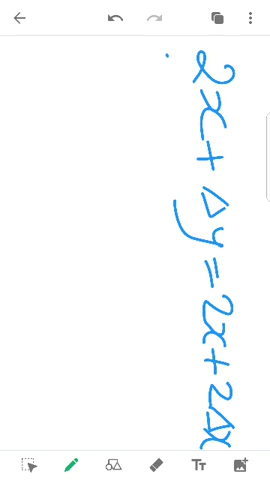 2x + Δy = 2x + 2Δx